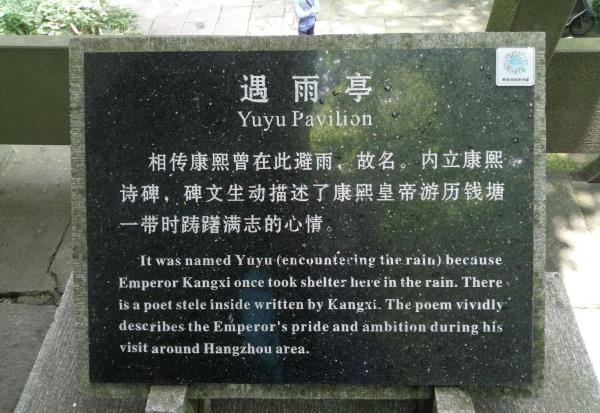 遇雨亭
Yuyu Pavilion
相传康熙曾在此避雨，故名。内立康熙
诗碑，碑文生动描述了康熙皇帝游历钱塘
一带时踌躇满志的心情。
It was named Yuyu (encountering the rain) because
Emperor Kangxi once took shelter here in the rain. There
is a poet stele inside written by Kangxi. The poem vividly
describes the Emperor's pride and ambition during his
visit around Hangzhou area.